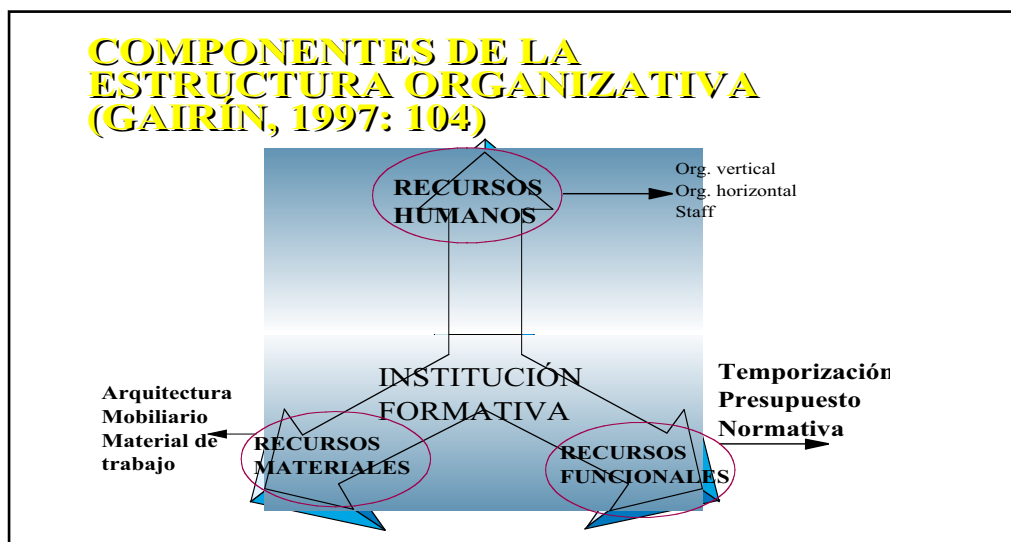 COMPONENTES DE LA
ESTRUCTURA ORGANIZATIVA
(GAIRÍN, 1997: 104)
RECURSOS
HUMANOS
Org. vertical
Org. horizontal
Staff
INSTITUCIÓN
FORMATIVA
Arquitectura
Mobiliario
Material de
trabajo
RECURSOS
MATERIALES
RECURSOS
FUNCIONALES
Temporización
Presupuesto
Normativa